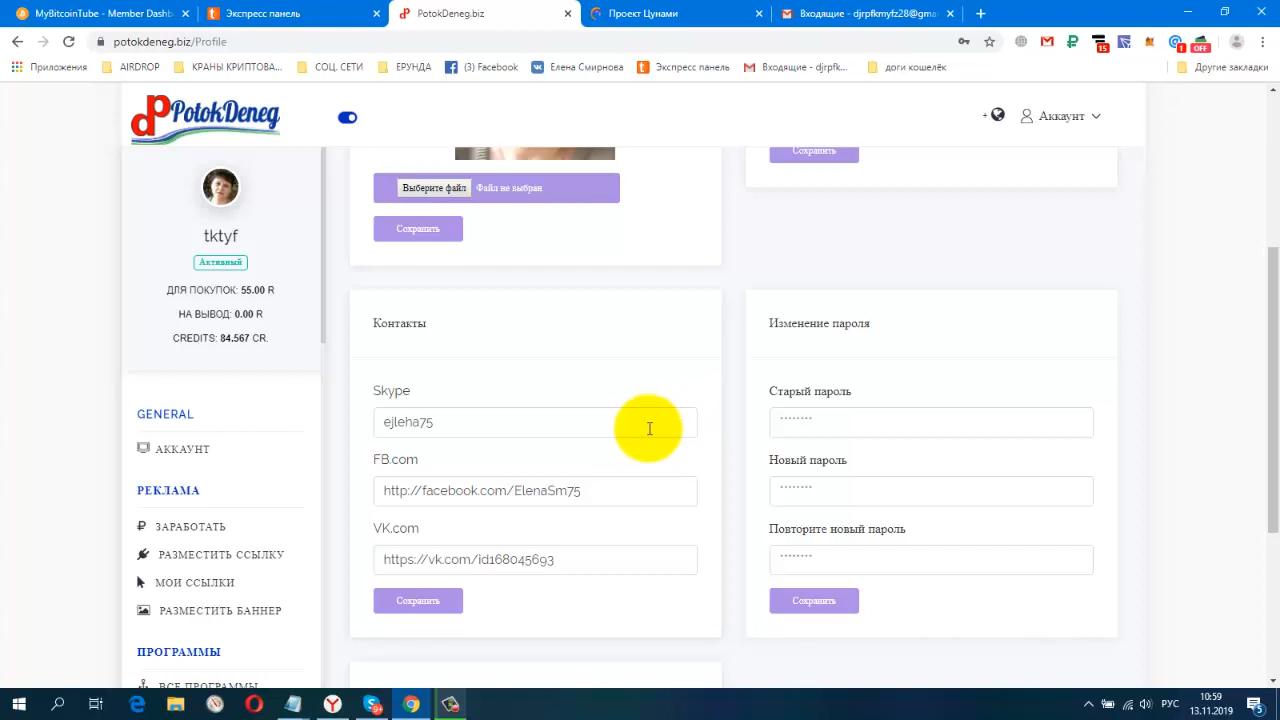 MyBitcoinTube - Member Dashb
Экспресс панель
PotokDeneg.biz
Проект Цунами
Входящие - djrpfkmyfz28@gmai
potokdeneg.biz/Profile
15
1
OFF
Приложения
AIRDROP
КРАНЫ КРИПТОВА...
СОЦ. СЕТИ
ЕРУНДА
(3) Facebook
Елена Смирнова
Экспресс панель
Входящие - djrpfk...
доги кошелёк
Другие закладки
PotokDeneg
Аккаунт
Сохранить
Выберите файл
Файл не выбран
Сохранить
tktyf
Активный
ДЛЯ ПОКУПОК: 55.00 R
НА ВЫВОД: 0.00 R
CREDITS: 84.567 CR.
GENERAL
АККАУНТ
РЕКЛАМА
ЗАРАБОТАТЬ
РАЗМЕСТИТЬ ССЫЛКУ
МОИ ССЫЛКИ
РАЗМЕСТИТЬ БАННЕР
ПРОГРАММЫ
ВСЕ ПРОГРАММЫ
Контакты
Skype
ejleha75
FB.com
http://facebook.com/ElenaSm75
VK.com
https://vk.com/id168045693
Сохранить
Изменение пароля
Старый пароль
Новый пароль
Повторите новый пароль
Сохранить
РУС
10:59
13.11.2019
5